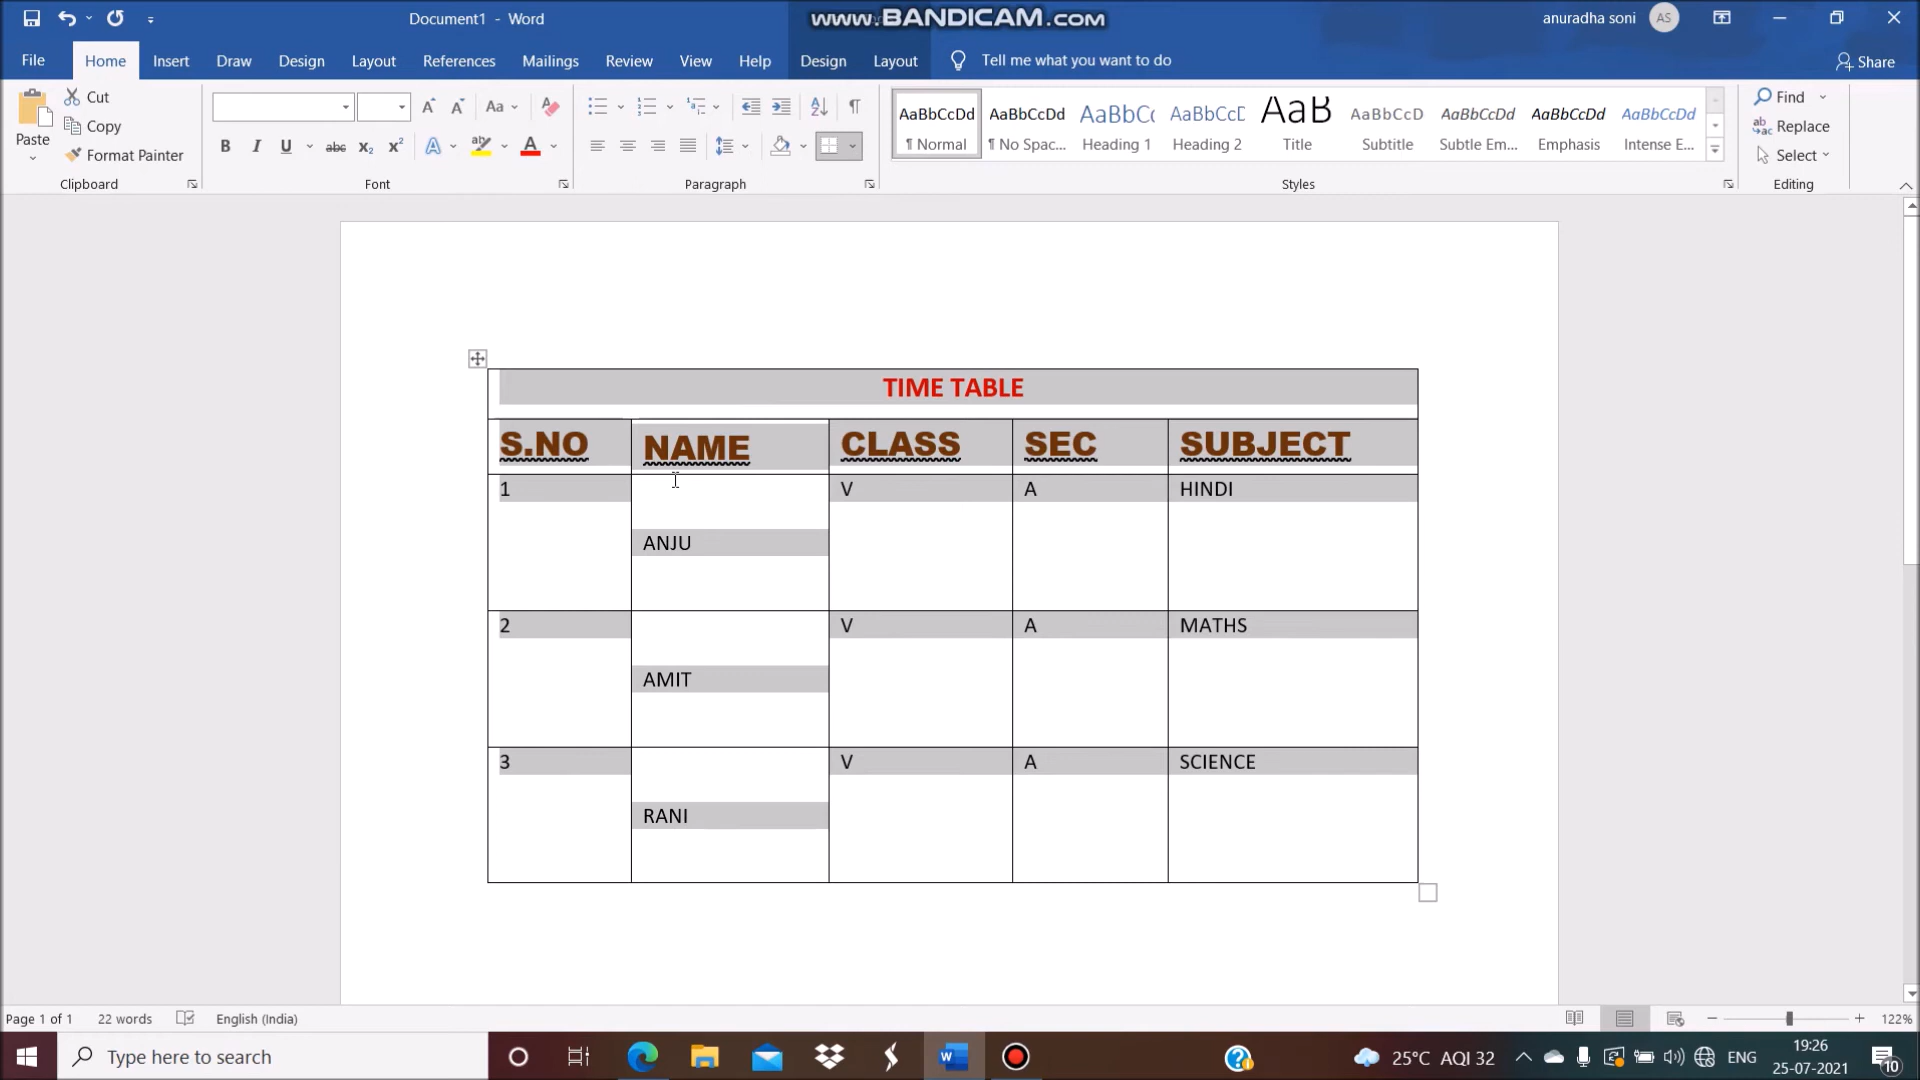 Document1 - Word
www.BANDICAM.com
anuradha soni
AS
File
Home
Insert
Draw
Design
Layout
References
Mailings
Review
View
Help
Design
Layout
Tell me what you want to do
Share
Paste
Cut
Copy
Format Painter
Clipboard
Aa
B I U abc X₂ X² A A
Font
Paragraph
AaBbCcDd AaBbCcDd AaBbCc AaBbCcD AaB AaBbCcD AaBbCcDd AaBbCcDd AaBbCcDd
¶ Normal ¶ No Spac... Heading 1 Heading 2 Title Subtitle Subtle Em... Emphasis Intense E...
Styles
Find
Replace
Select
Editing
TIME TABLE
S.NO NAME CLASS SEC SUBJECT
1 ANJU V A HINDI
2 AMIT V A MATHS
3 RANI V A SCIENCE
Page 1 of 1 22 words English (India)
122%
Type here to search
25°C AQI 32
ENG
19:26
25-07-2021
10